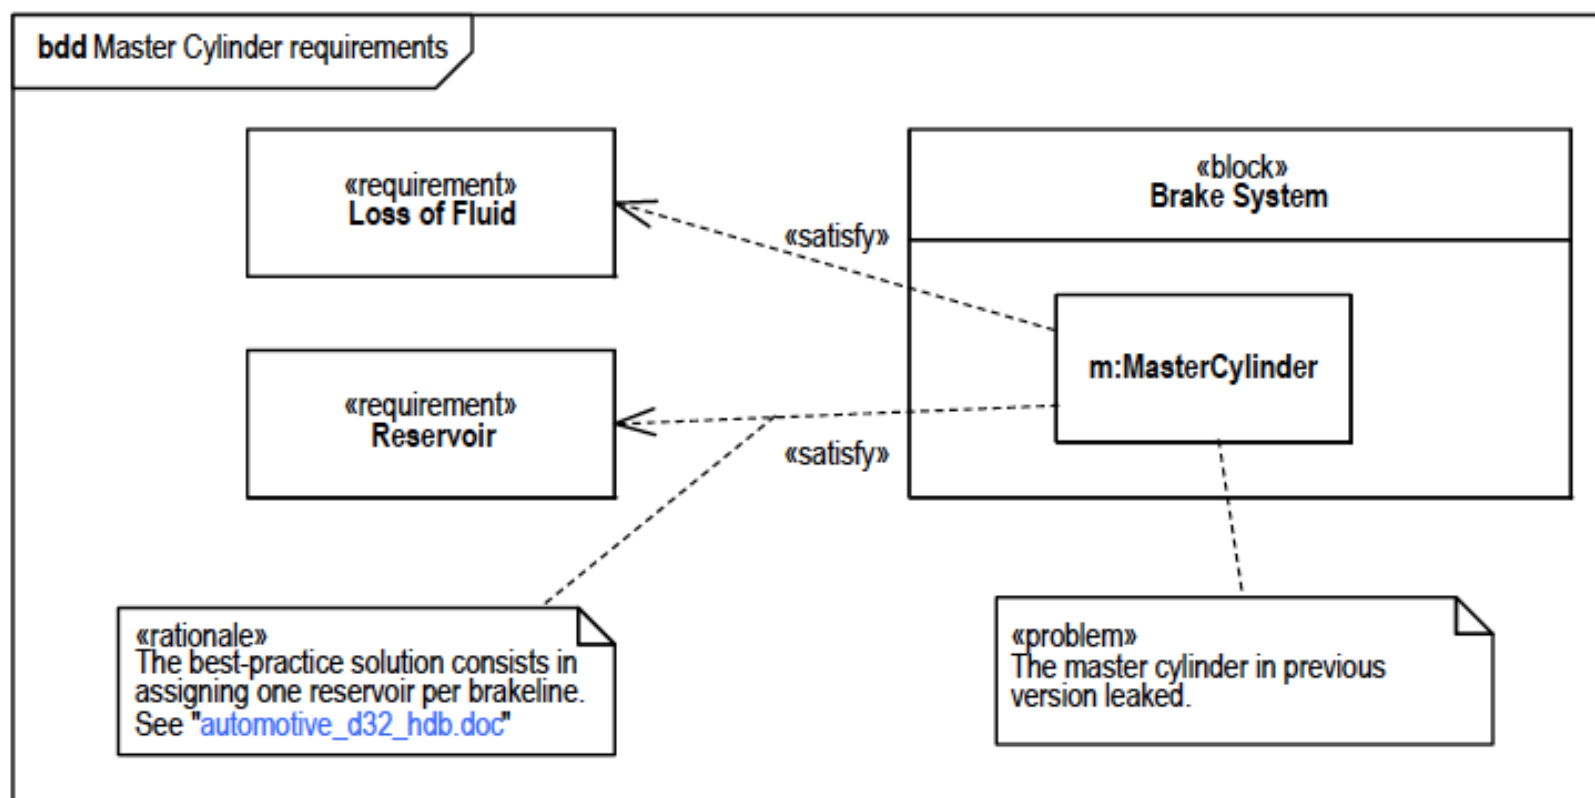 bdd Master Cylinder requirements
«requirement»
Loss of Fluid
«block»
Brake System
«satisfy»
m:MasterCylinder
«requirement»
Reservoir
«satisfy»
«rationale»
The best-practice solution consists in
assigning one reservoir per brakeline.
See "automotive_d32_hdb.doc"
«problem»
The master cylinder in previous
version leaked.